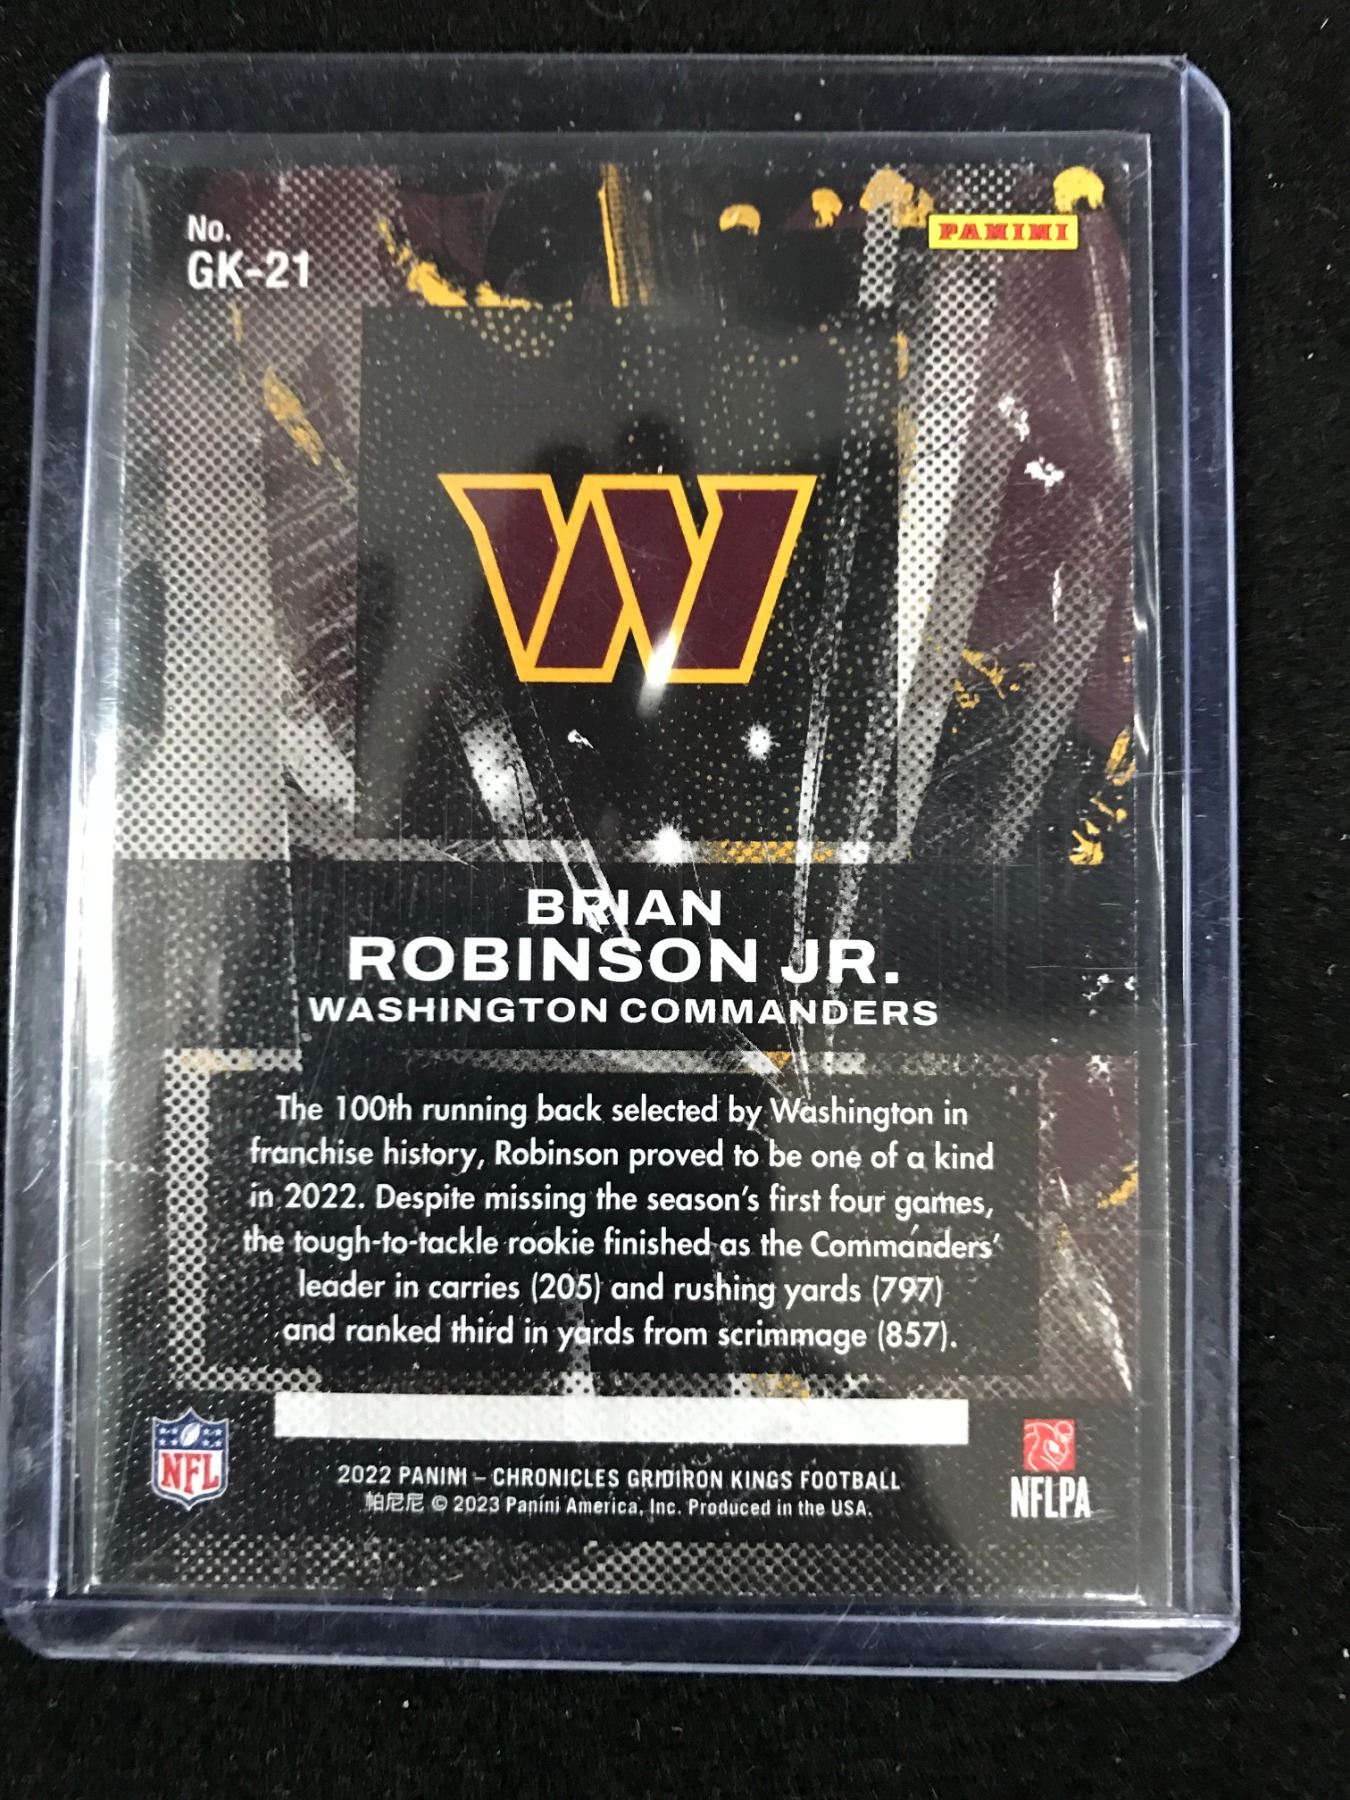 No.
GK-21
PANINI
W
BRIAN
ROBINSON JR.
WASHINGTON COMMANDERS
The 100th running back selected by Washington in
franchise history, Robinson proved to be one of a kind
in 2022. Despite missing the season's first four games,
the tough-to-tackle rookie finished as the Commanders'
leader in carries (205) and rushing yards (797)
and ranked third in yards from scrimmage (857).
NFL
2022 PANINI – CHRONICLES GRIDIRON KINGS FOOTBALL
帕尼尼 © 2023 Panini America, Inc. Produced in the USA.
NFLPA